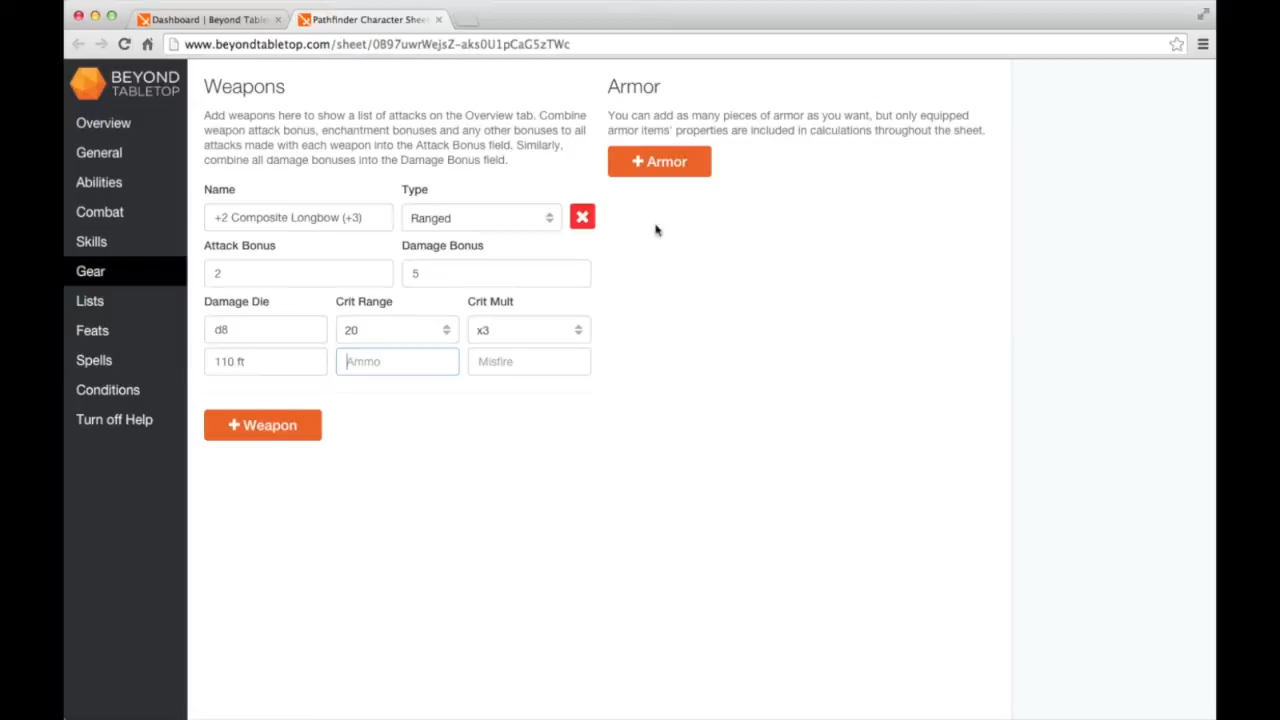 Dashboard | Beyond Table
Pathfinder Character Shee
www.beyondtabletop.com/sheet/0B97uwrWejsZ-aks0U1pCaG5zTWc
BEYOND
TABLETOP
Overview
General
Abilities
Combat
Skills
Gear
Lists
Feats
Spells
Conditions
Turn off Help
Weapons
Add weapons here to show a list of attacks on the Overview tab. Combine
weapon attack bonus, enchantment bonuses and any other bonuses to all
attacks made with each weapon into the Attack Bonus field. Similarly,
combine all damage bonuses into the Damage Bonus field.
Name Type
+2 Composite Longbow (+3) Ranged
Attack Bonus Damage Bonus
2 5
Damage Die Crit Range Crit Mult
d8 20 x3
110 ft Ammo Misfire
+ Weapon
Armor
You can add as many pieces of armor as you want, but only equipped
armor items' properties are included in calculations throughout the sheet.
+ Armor